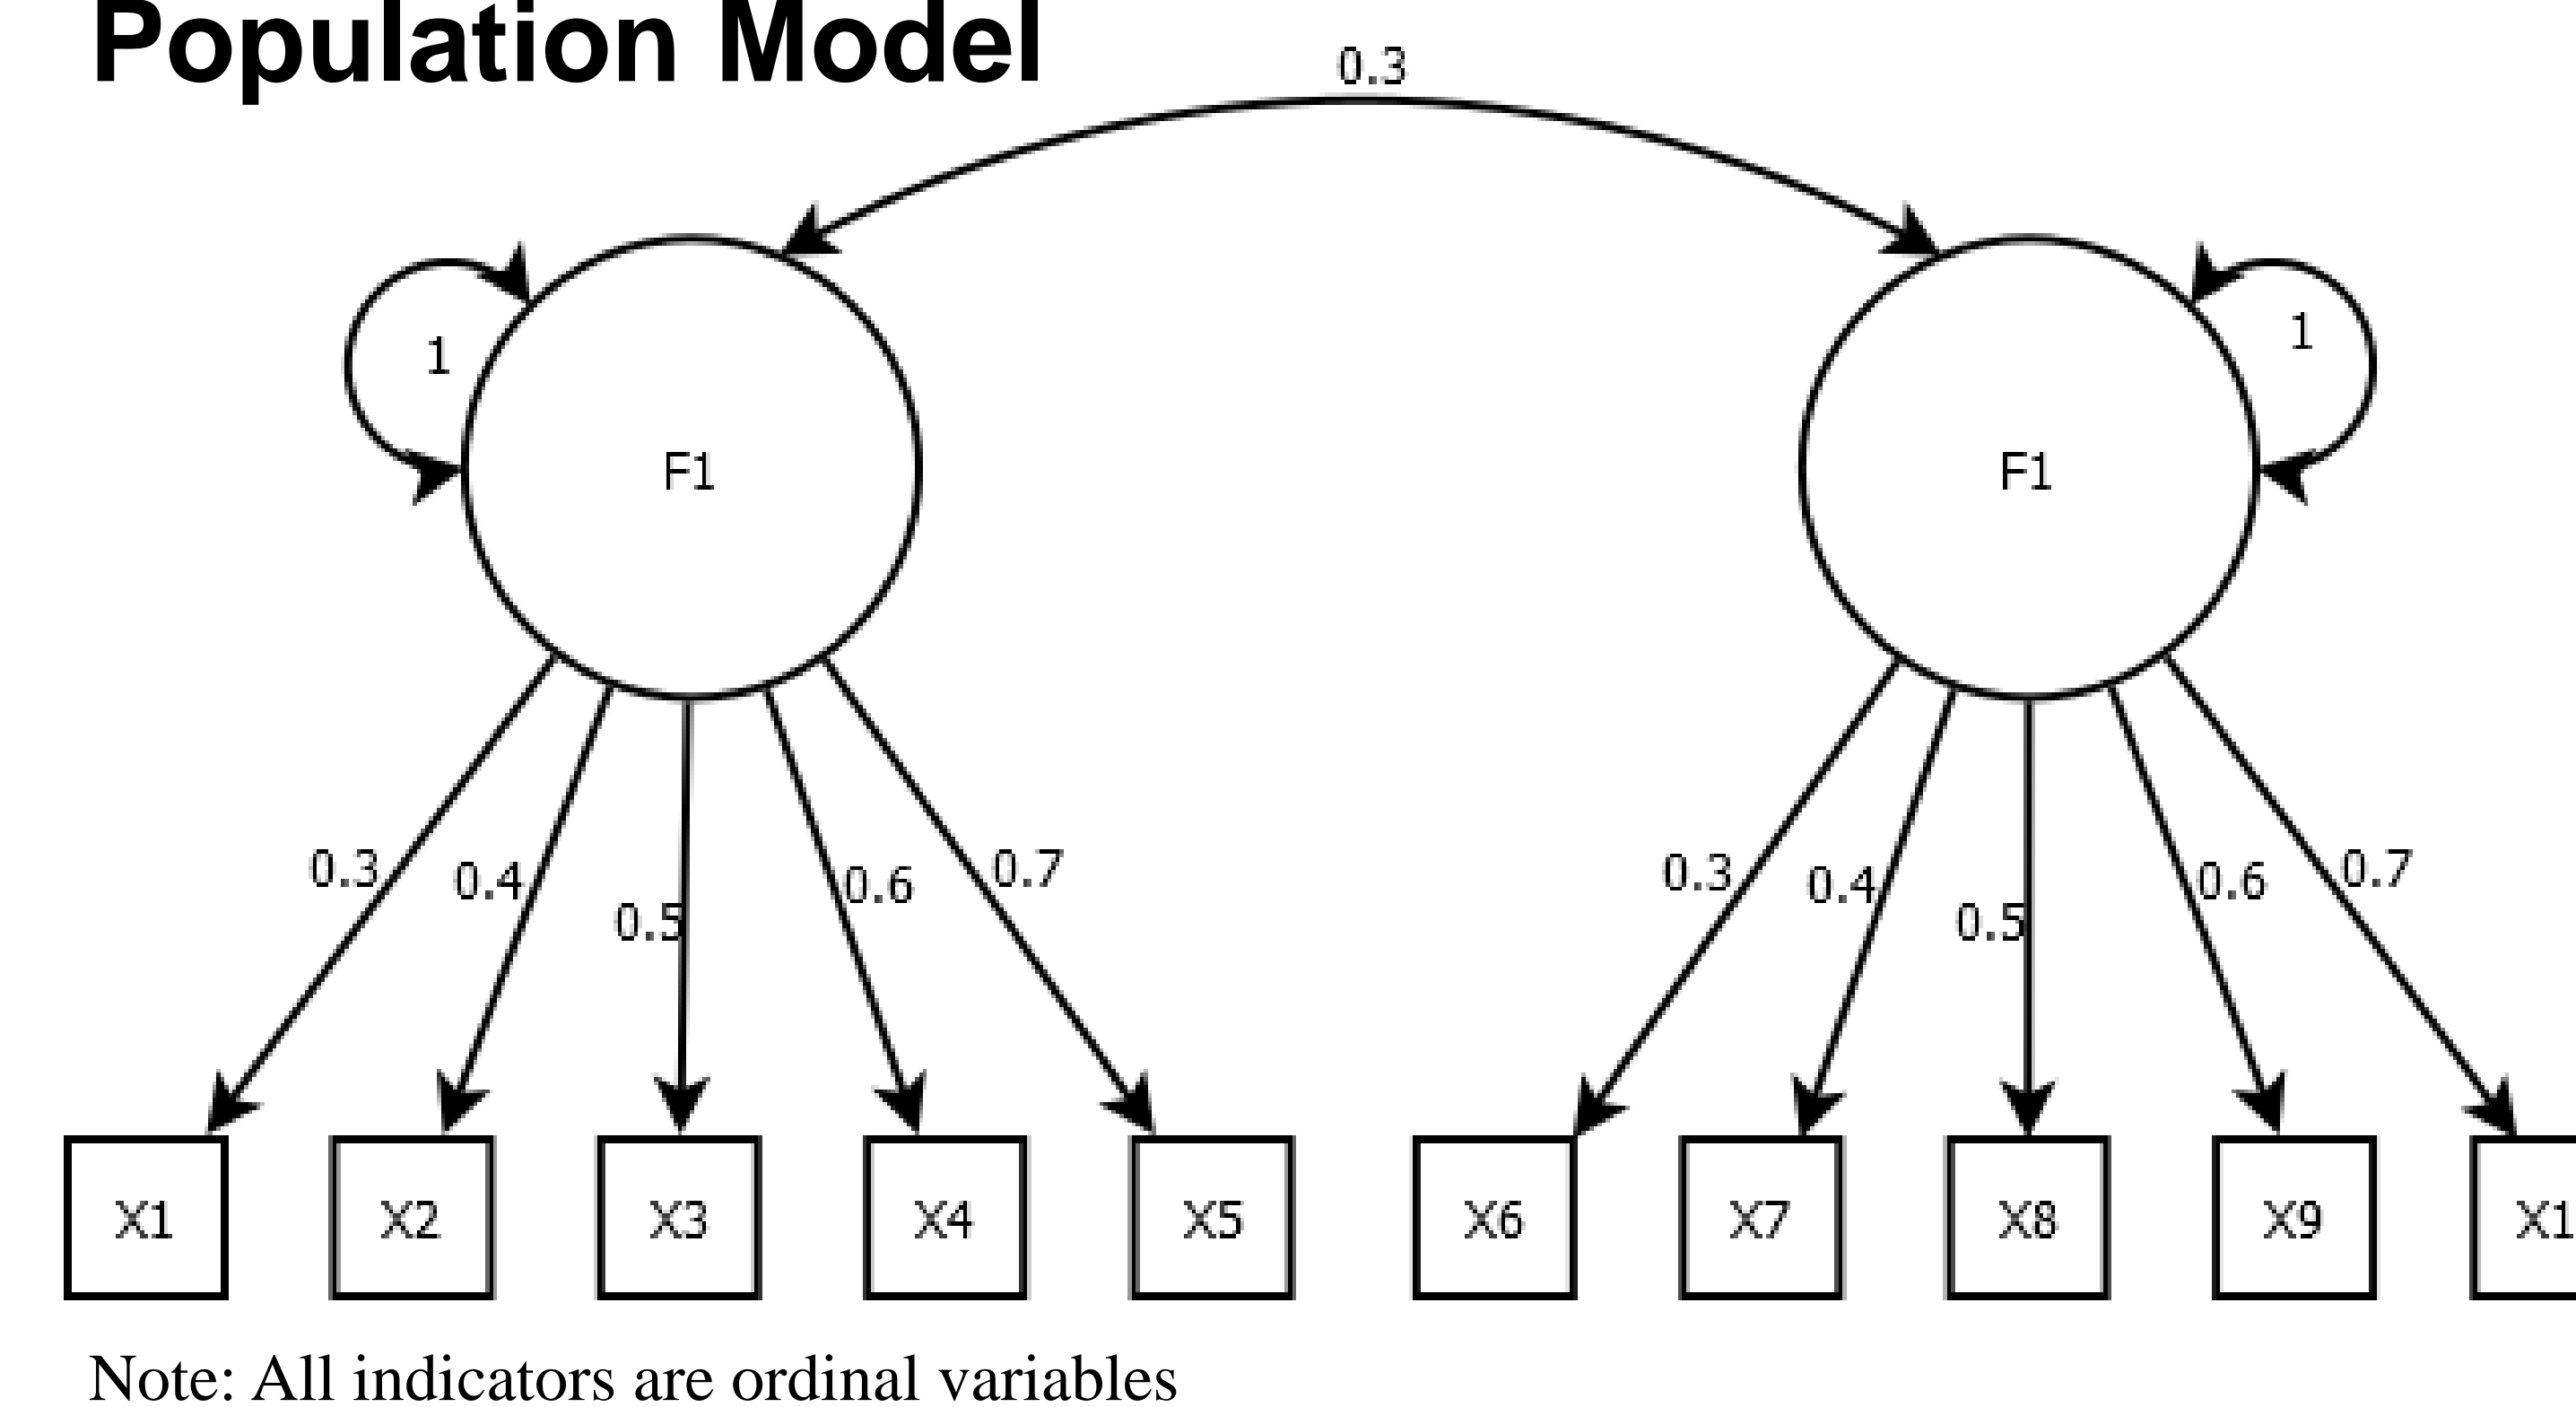 Population Model
0.3
1
1
F1
F1
0.3
0.4
0.5
0.6
0.7
0.3
0.4
0.5
0.6
0.7
X1
X2
X3
X4
X5
X6
X7
X8
X9
X1
Note: All indicators are ordinal variables